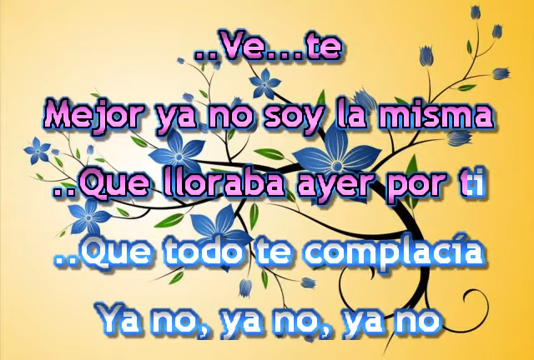 ..Ve...te
Mejor ya no soy la misma
..Que lloraba ayer por ti
..Que todo te complacía
Ya no, ya no, ya no